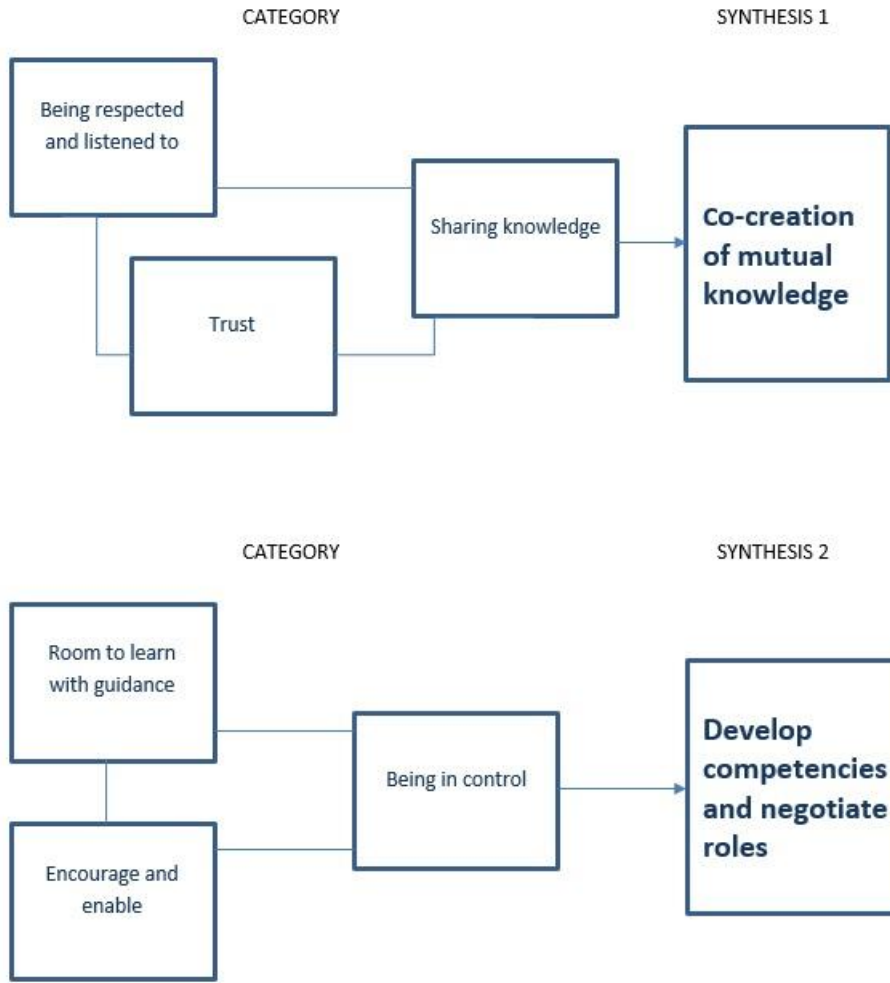 CATEGORY
SYNTHESIS 1
Being respected
and listened to
Trust
Sharing knowledge
Co-creation
of mutual
knowledge
CATEGORY
SYNTHESIS 2
Room to learn
with guidance
Encourage and
enable
Being in control
Develop
competencies
and negotiate
roles